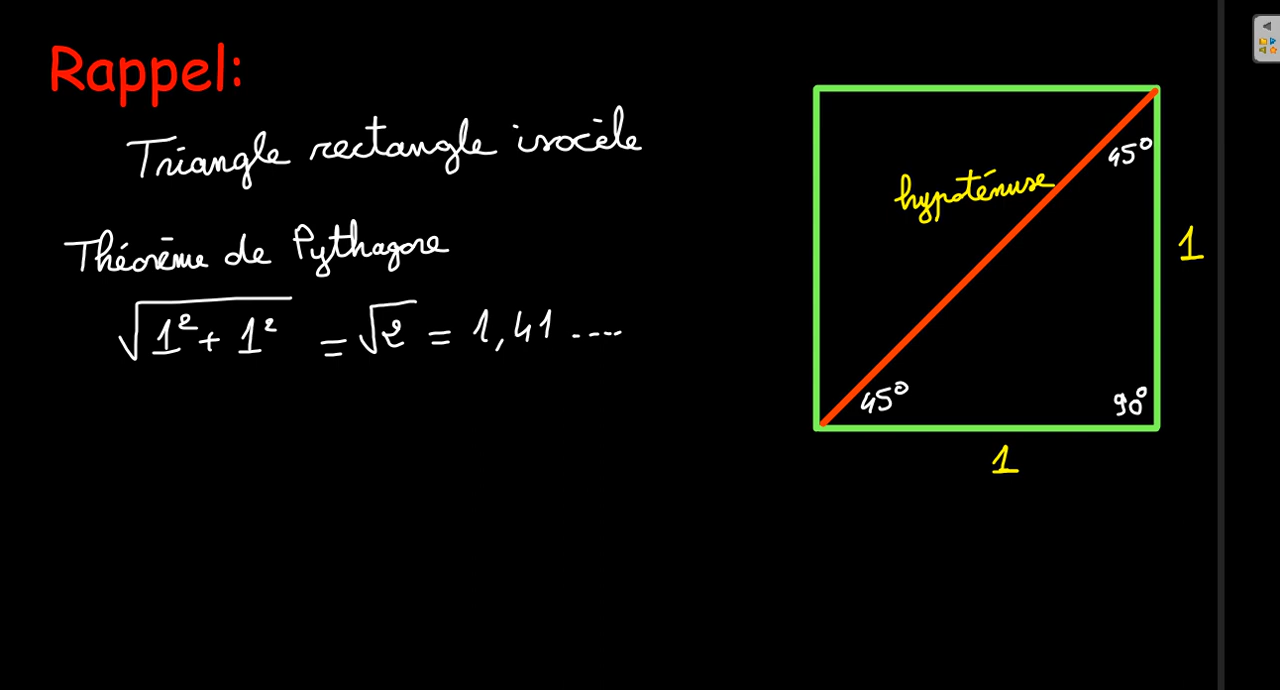 Rappel:
Triangle rectangle isocèle
Théorème de Pythagore
√(1² + 1²) = √2 = 1,41 ....
hypoténuse
45°
1
45°
90°
1